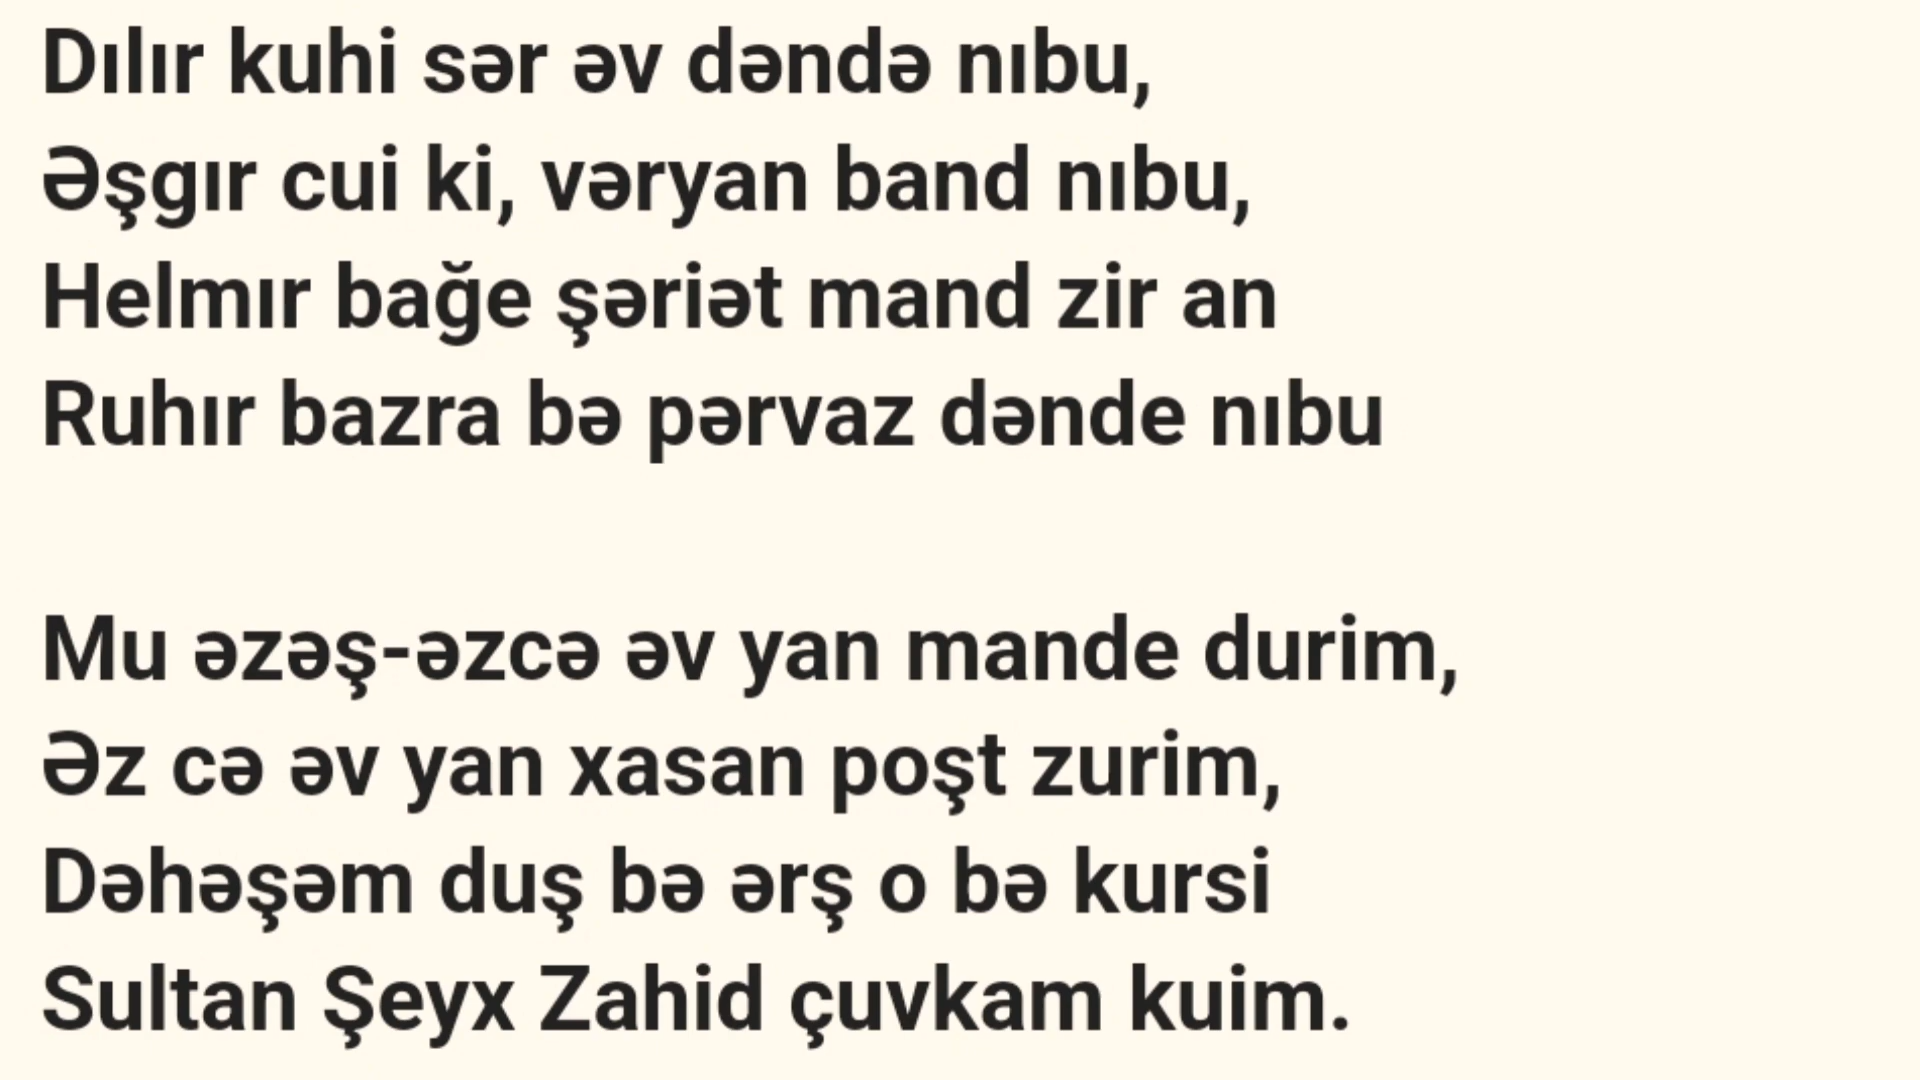 Dılır kuhi sər əv dəndə nıbu,
Əşgır cui ki, vəryan band nıbu,
Helmır bağe şəriət mand zir an
Ruhır bazra bə pərvaz dənde nıbu
Mu əzəş-əzcə əv yan mande durim,
Əz cə əv yan xasan poşt zurim,
Dəhəşəm duş bə ərş o bə kursi
Sultan Şeyx Zahid çuvkam kuim.